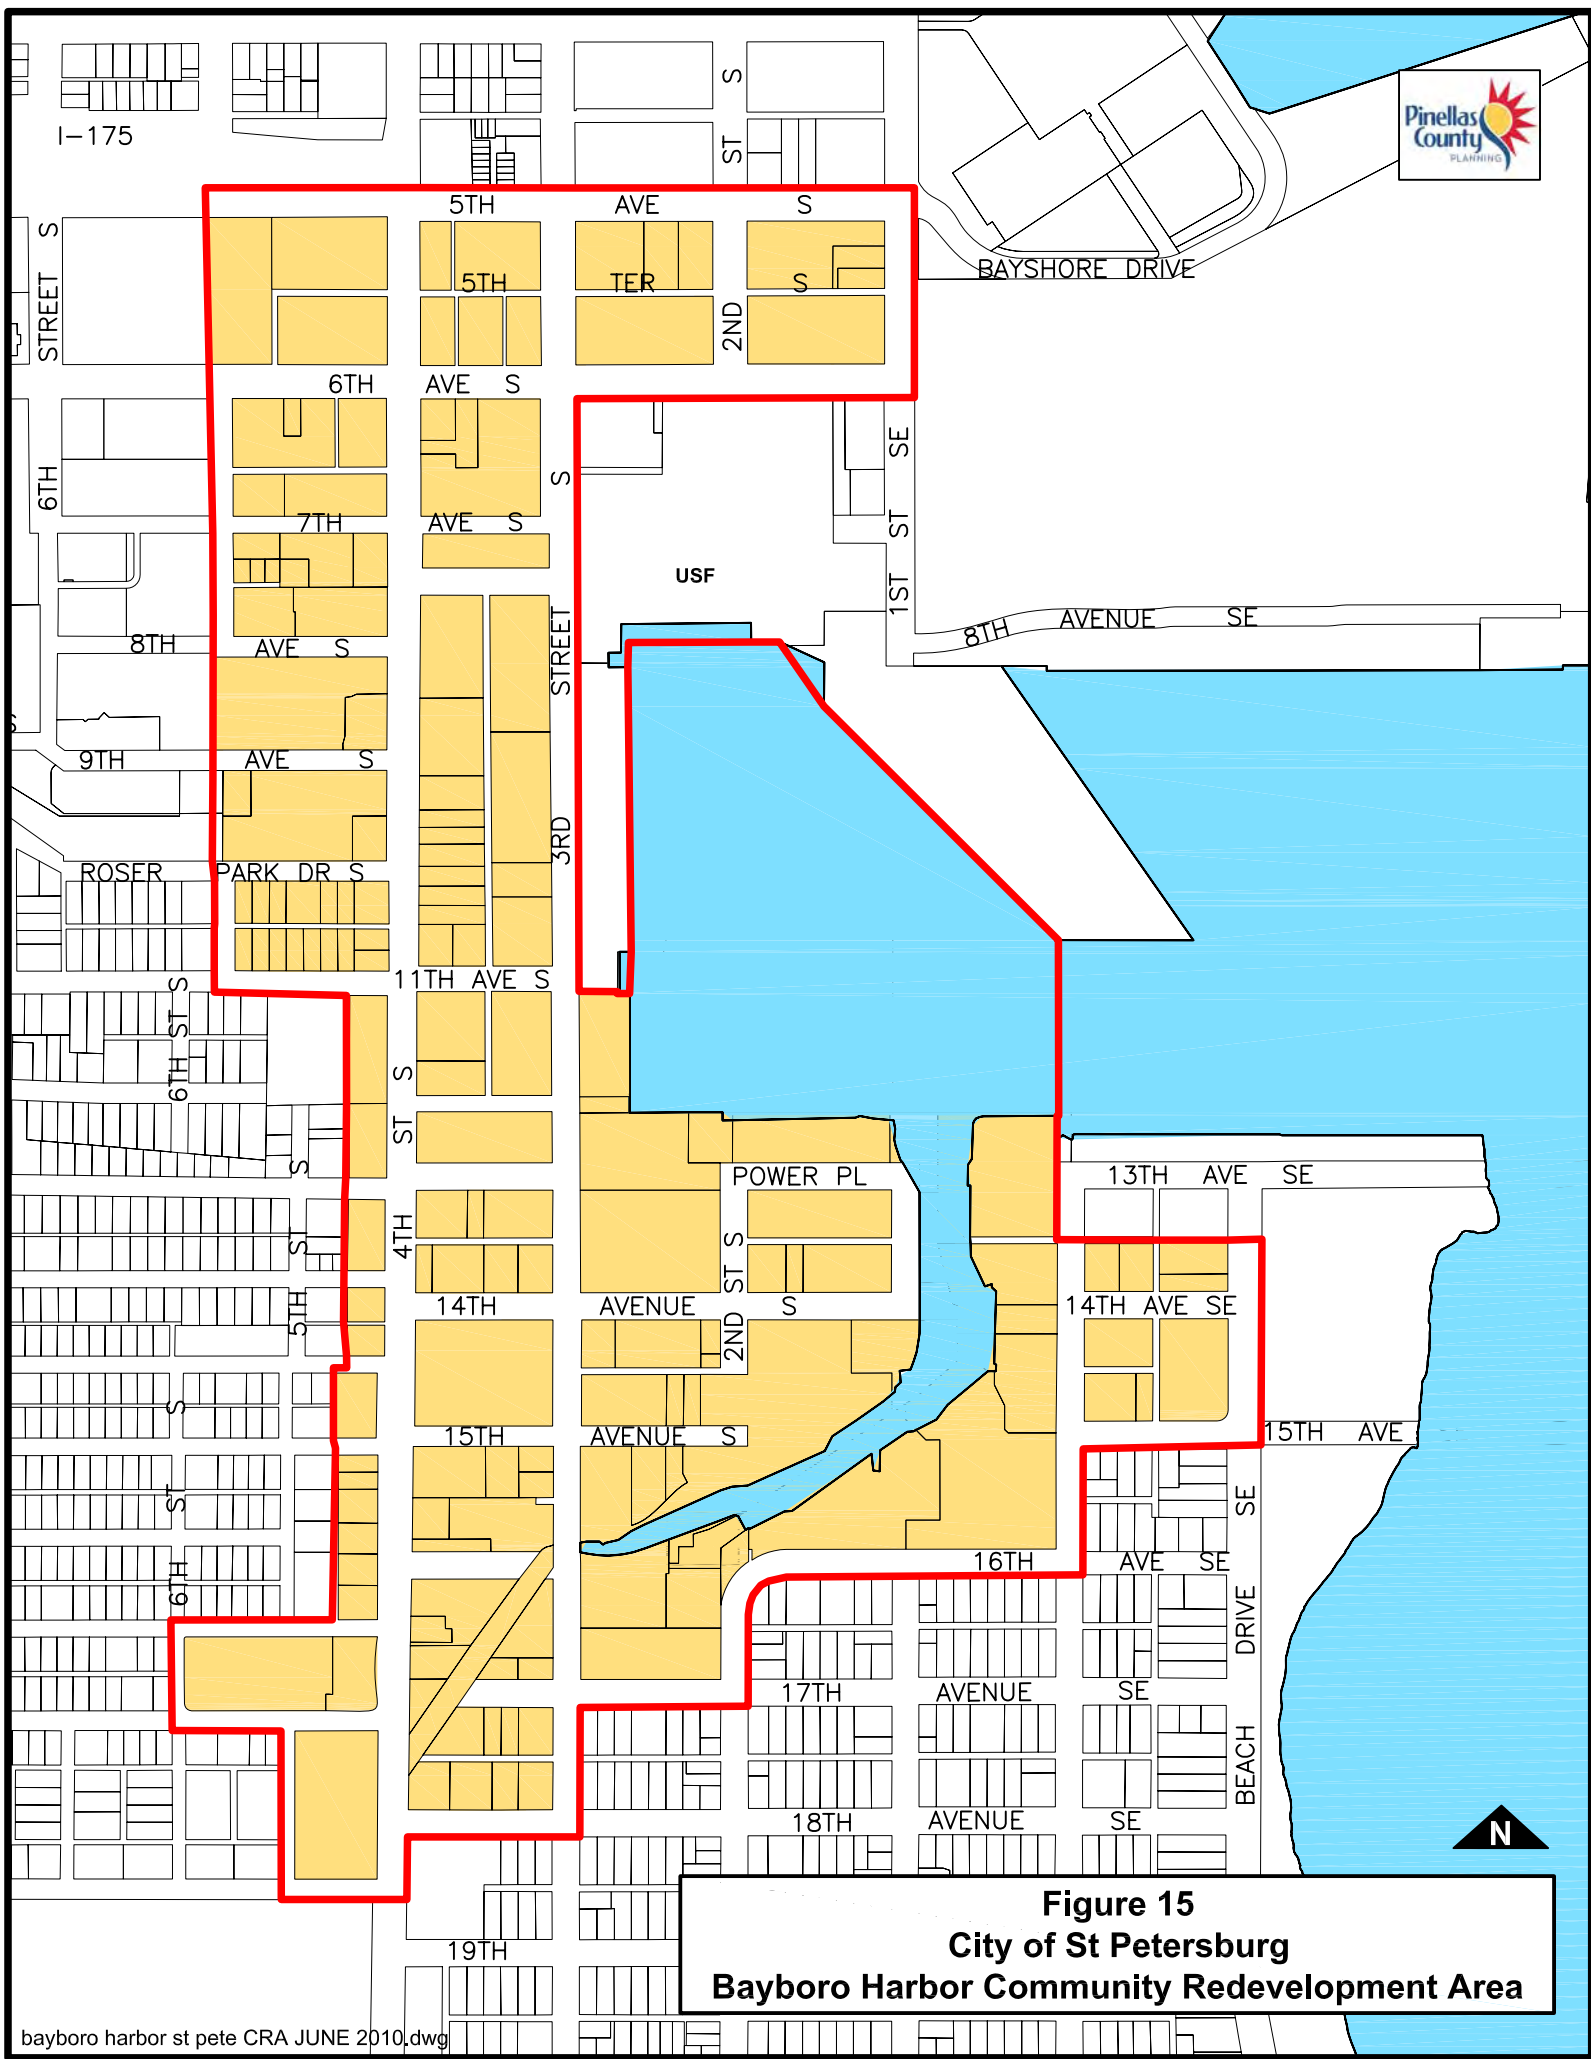 S
ST
I-175
Pinellas
County
PLANNING
5TH AVE S
S
STREET
BAYSHORE DRIVE
5TH TER S
2ND
6TH AVE S
6TH
S
SE
ST
1ST
7TH AVE S
USF
8TH AVENUE SE
8TH AVE S
STREET
S
9TH AVE S
3RD
ROSER PARK DR S
11TH AVE S
S
ST
6TH
S
ST
4TH
S
ST
5TH
POWER PL
13TH AVE SE
S
ST
2ND
14TH AVENUE S
14TH AVE SE
15TH AVENUE S
15TH AVE
S
ST
6TH
SE
DRIVE
BEACH
16TH AVE SE
17TH AVENUE SE
18TH AVENUE SE
N
19TH
Figure 15
City of St Petersburg
Bayboro Harbor Community Redevelopment Area
bayboro harbor st pete CRA JUNE 2010.dwg